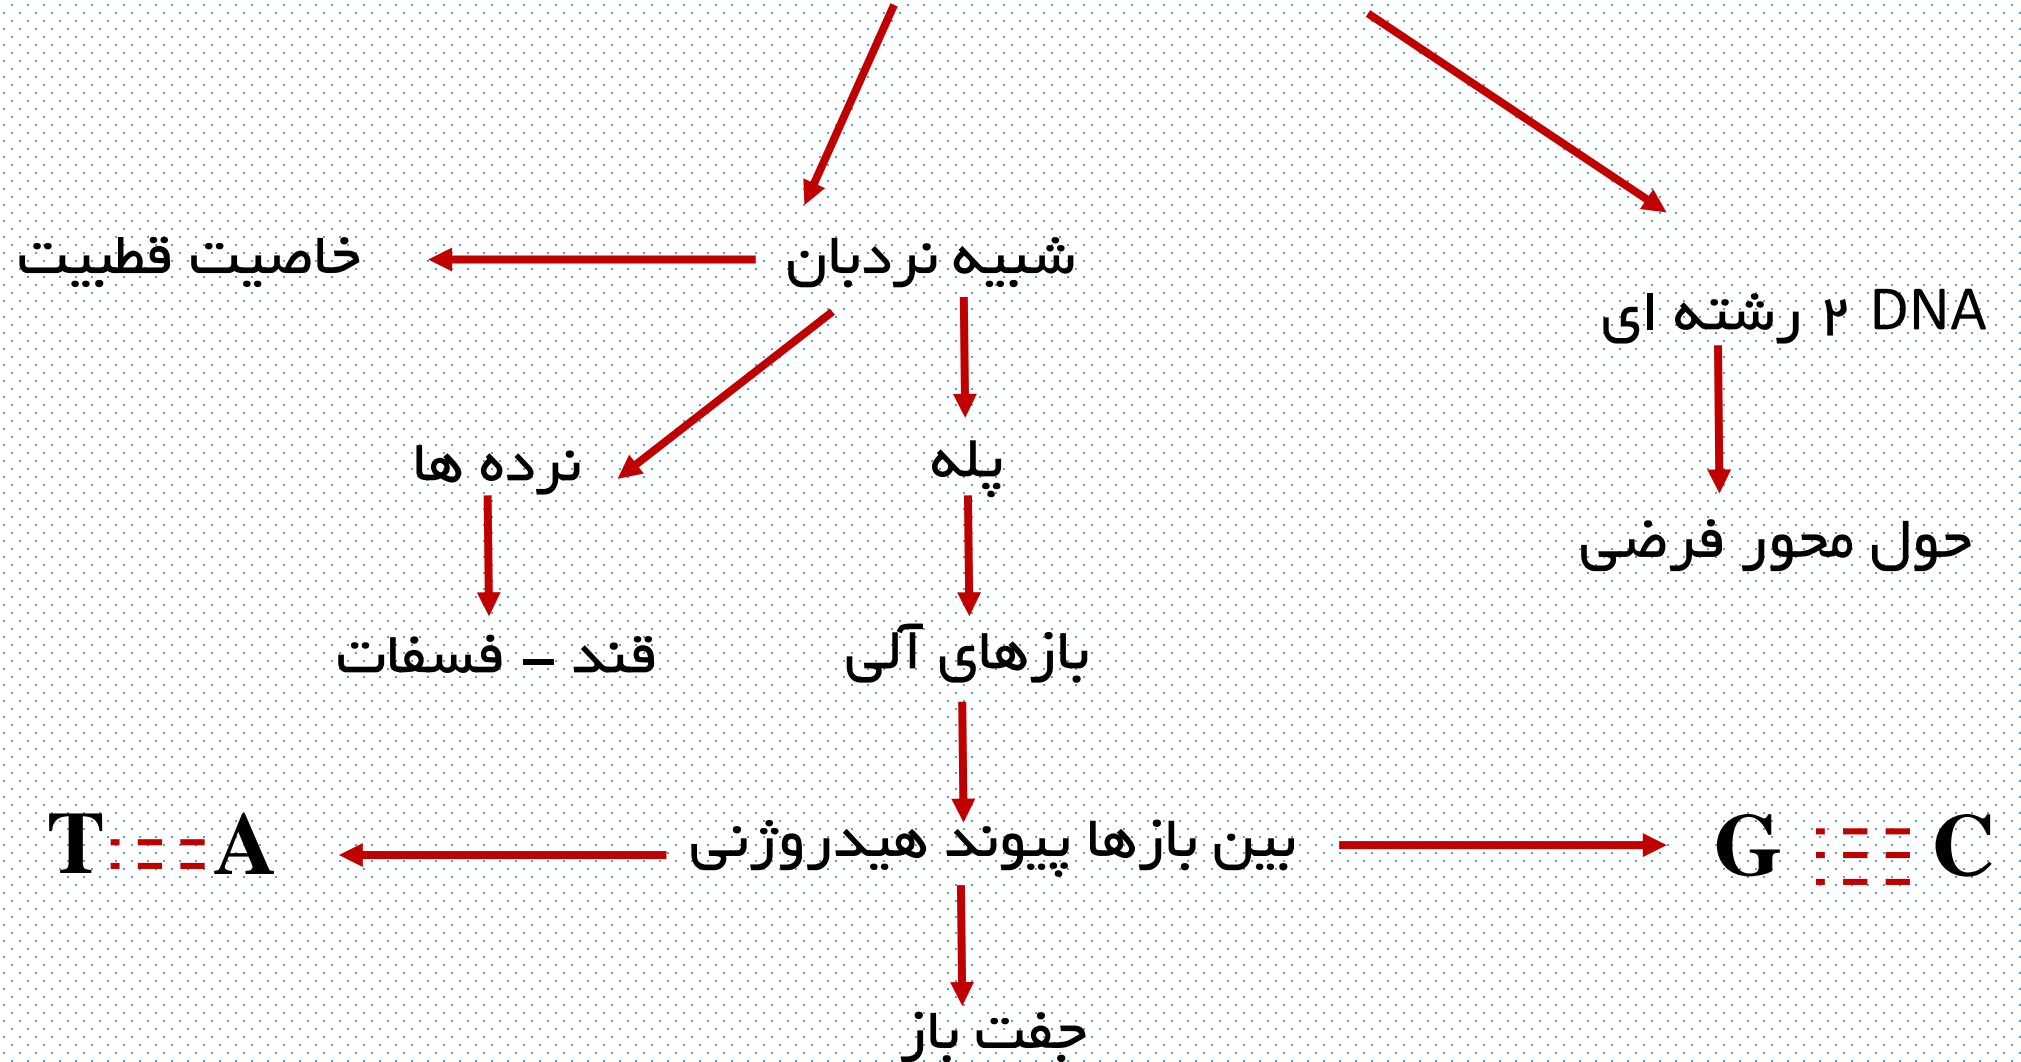 شبیه نردبان
خاصیت قطبیت
DNA ۲ رشته ای
پله
نرده ها
حول محور فرضی
بازهای آلی
قند – فسفات
G C
بین بازها پیوند هیدروژنی
T A
جفت باز